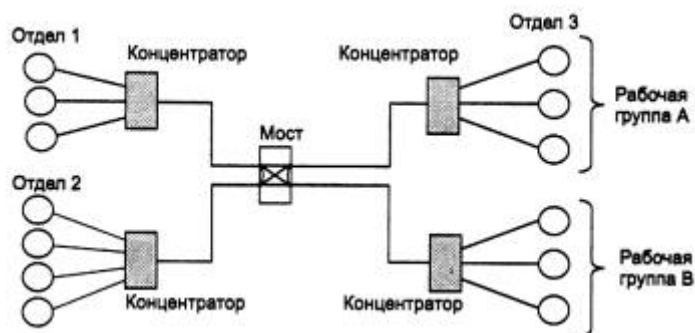 Отдел 1
Концентратор
Концентратор
Отдел 3
Рабочая
группа А
Мост
Отдел 2
Концентратор
Концентратор
Рабочая
группа В